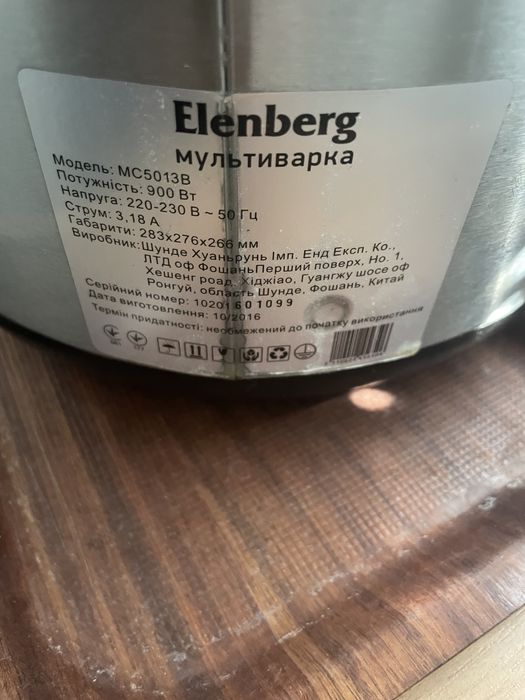 Elenberg
мультиварка
Модель: MC5013B
Потужність: 900 Вт
Напруга: 220-230 В ~ 50 Гц
Струм: 3,18 А
Габарити: 283x276x266 мм
Виробник: Шунде Хуаньрунь Імп. Енд Експ. Ко.,
ЛТД оф ФошаньПерший поверх, Но. 1,
Хешенг роад, Хіджіао, Гуангжу шосе оф
Ронгуй, область Шунде, Фошань, Китай
Серійний номер: 10201601099
Дата виготовлення: 10/2016
Термін придатності: необмежений до початку використання